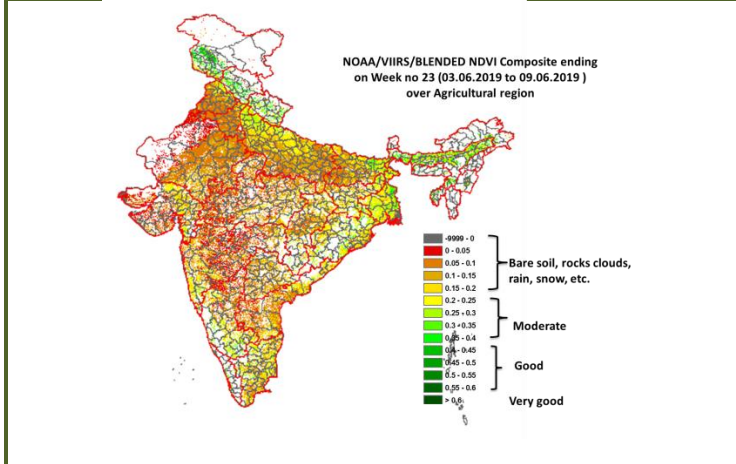 NOAA/VIIRS/BLENDED NDVI Composite ending
on Week no 23 (03.06.2019 to 09.06.2019 )
over Agricultural region
-9999 - 0
0 - 0.05
0.05 - 0.1
0.1 - 0.15
0.15 - 0.2
0.2 - 0.25
0.25 - 0.3
0.3 - 0.35
0.35 - 0.4
0.4 - 0.45
0.45 - 0.5
0.5 - 0.55
0.55 - 0.6
> 0.6
Bare soil, rocks clouds,
rain, snow, etc.
Moderate
Good
Very good